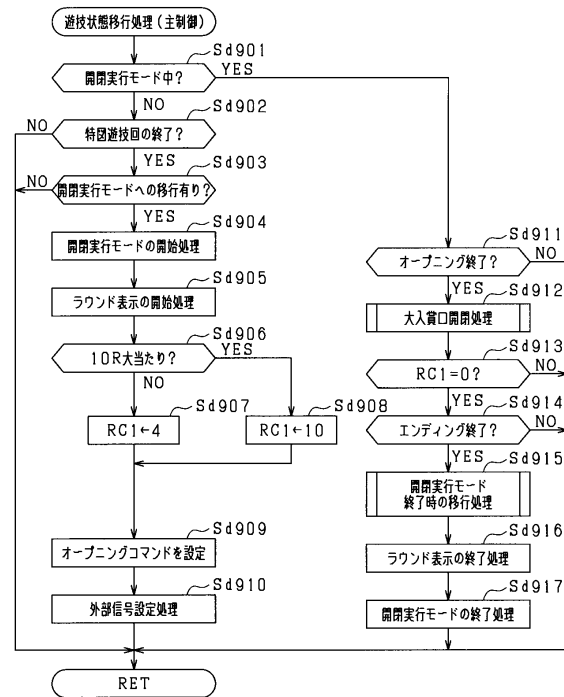 遊技状態移行処理(主制御)
Sd901
開閉実行モード中?
YES
NO
Sd902
特図遊技回の終了?
NO
YES
Sd903
開閉実行モードへの移行有り?
NO
YES
Sd904
開閉実行モードの開始処理
Sd905
ラウンド表示の開始処理
Sd906
10R大当たり?
YES
NO
Sd907
RC1←4
Sd908
RC1←10
Sd909
オープニングコマンドを設定
Sd910
外部信号設定処理
RET
Sd911
オープニング終了?
NO
YES
Sd912
大入賞口開閉処理
Sd913
RC1=0?
NO
YES
Sd914
エンディング終了?
NO
YES
Sd915
開閉実行モード
終了時の移行処理
Sd916
ラウンド表示の終了処理
Sd917
開閉実行モードの終了処理